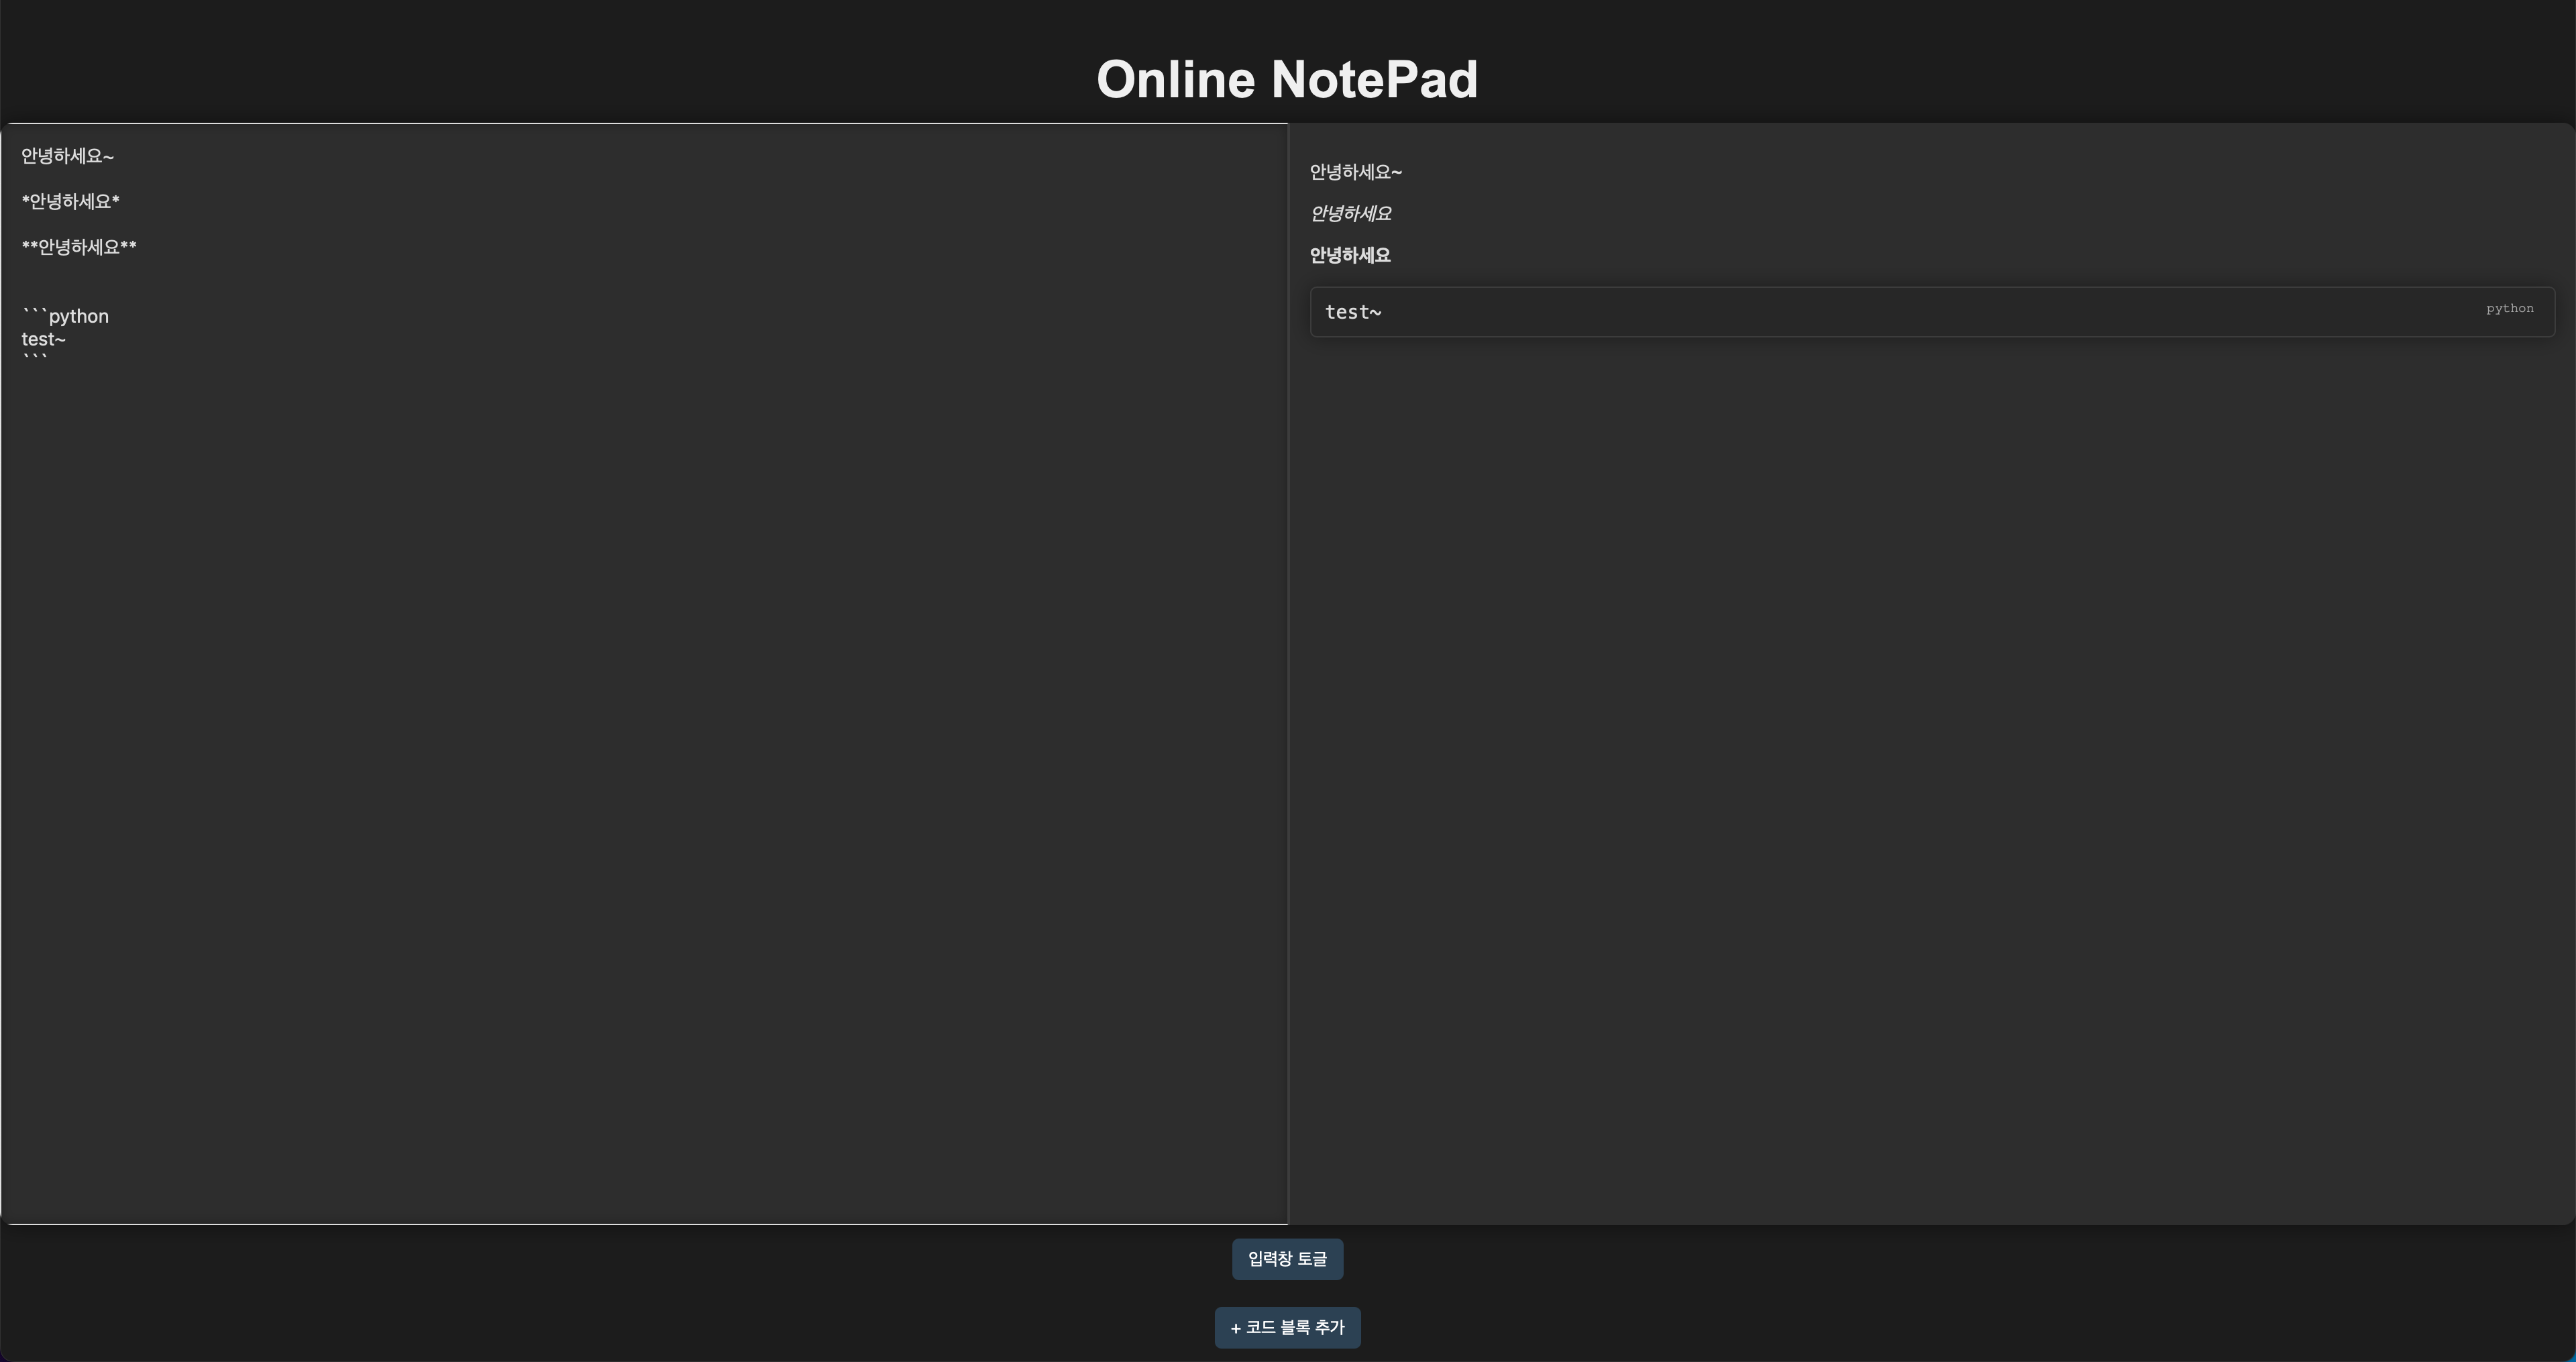 Online NotePad
안녕하세요~
*안녕하세요*
**안녕하세요**
```python
test~
```
안녕하세요~
안녕하세요
안녕하세요
test~
python
입력창 토글
+ 코드 블록 추가